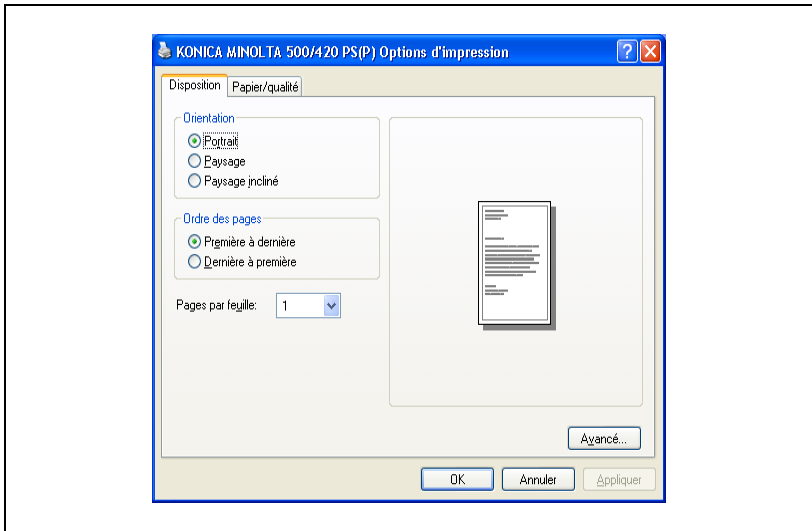 KONICA MINOLTA 500/420 PS(P) Options d'impression
Disposition Papier/qualité
Orientation
Portrait
Paysage
Paysage incliné
Ordre des pages
Première à dernière
Dernière à première
Pages par feuille: 1
Avancé...
OK Annuler Appliquer